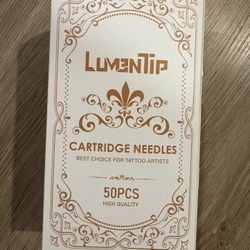 LUMENTIP
CARTRIDGE NEEDLES
BEST CHOICE FOR TATTOO ARTISTS
50PCS
HIGH QUALITY